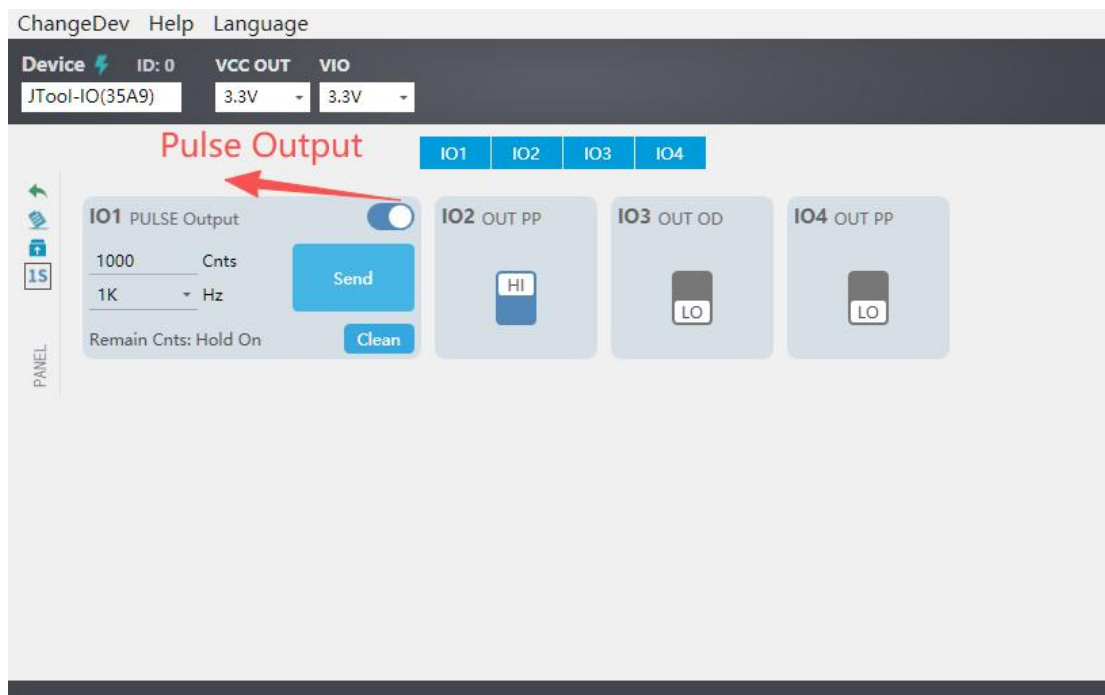 ChangeDev Help Language
Device ID: 0 VCC OUT VIO
JTool-IO(35A9) 3.3V 3.3V
Pulse Output
IO1 IO2 IO3 IO4
IO1 PULSE Output
1000 Cnts
1K Hz
Send
Remain Cnts: Hold On
Clean
IO2 OUT PP
HI
IO3 OUT OD
LO
IO4 OUT PP
LO
1S
PANEL